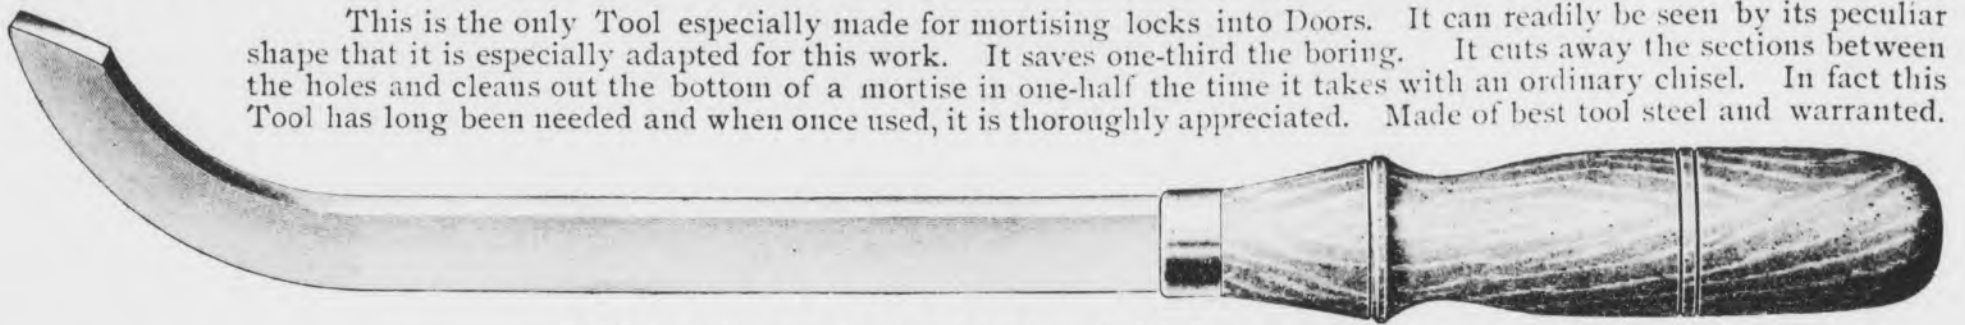 This is the only Tool especially made for mortising locks into Doors. It can readily be seen by its peculiar
shape that it is especially adapted for this work. It saves one-third the boring. It cuts away the sections between
the holes and cleans out the bottom of a mortise in one-half the time it takes with an ordinary chisel. In fact this
Tool has long been needed and when once used, it is thoroughly appreciated. Made of best tool steel and warranted.